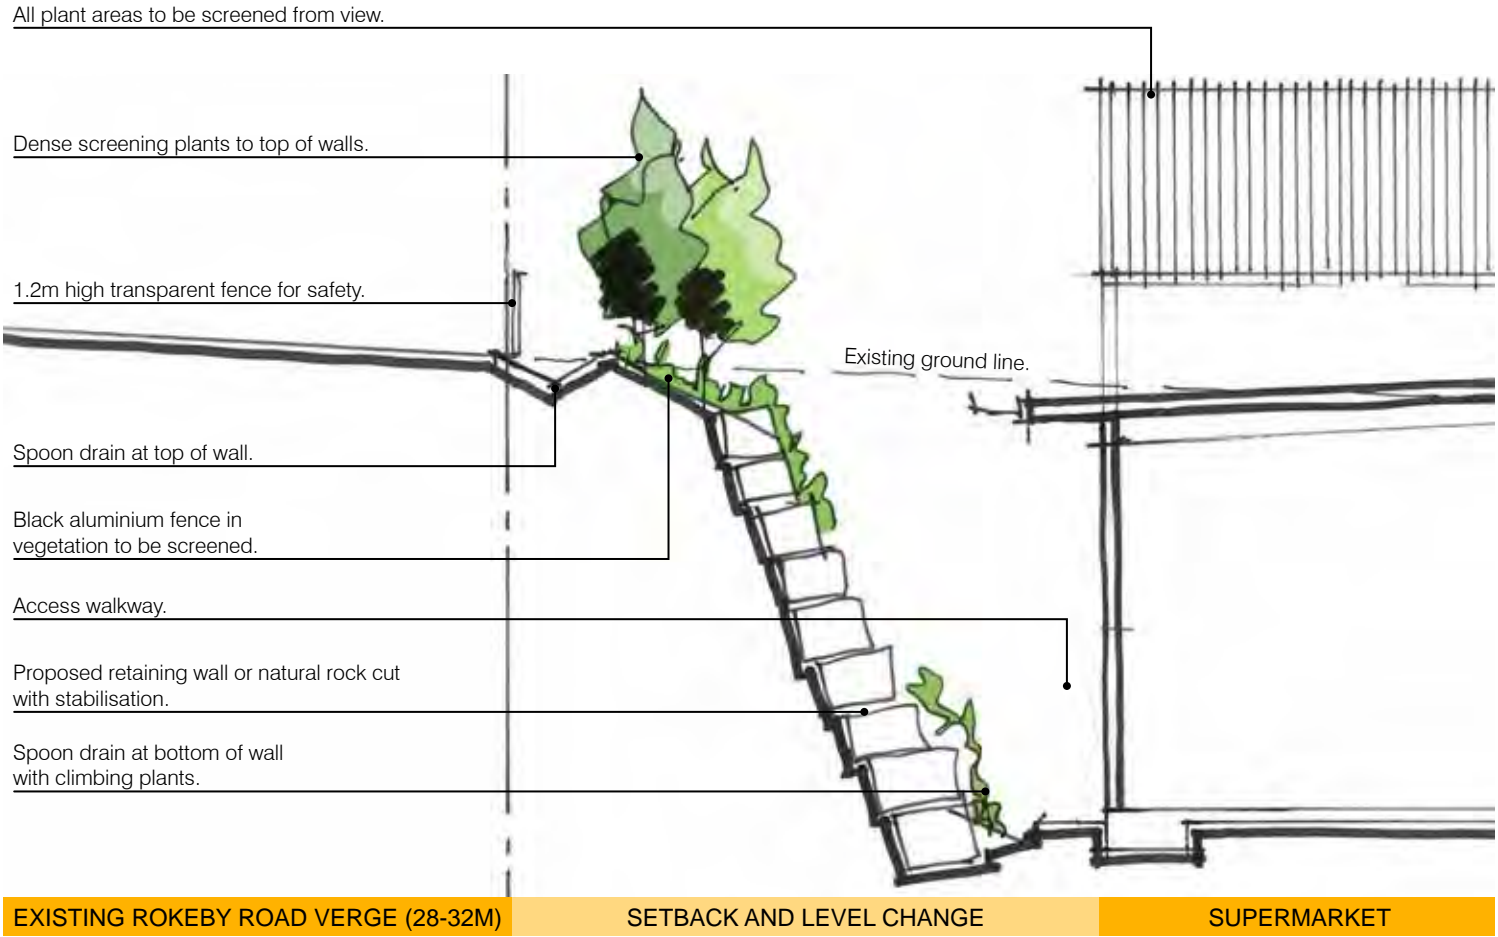 All plant areas to be screened from view.
Dense screening plants to top of walls.
1.2m high transparent fence for safety.
Existing ground line.
Spoon drain at top of wall.
Black aluminium fence in
vegetation to be screened.
Access walkway.
Proposed retaining wall or natural rock cut
with stabilisation.
Spoon drain at bottom of wall
with climbing plants.
EXISTING ROKEBY ROAD VERGE (28-32M)
SETBACK AND LEVEL CHANGE
SUPERMARKET